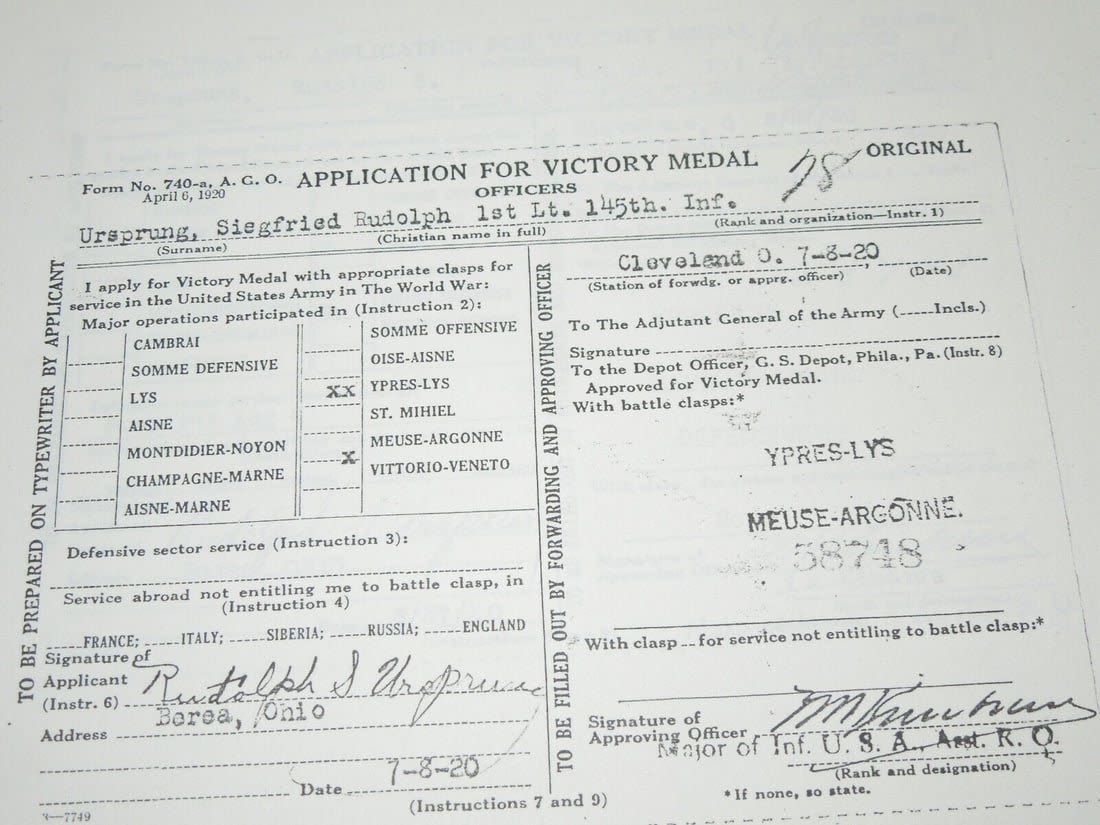 Form No. 740-a, A. G. O. APPLICATION FOR VICTORY MEDAL 78 ORIGINAL
April 6, 1920
OFFICERS
Ursprung, Siegfried Rudolph 1st Lt. 145th. Inf.
(Surname) (Christian name in full) (Rank and organization—Instr. 1)
TO BE PREPARED ON TYPEWRITER BY APPLICANT
I apply for Victory Medal with appropriate clasps for
service in the United States Army in The World War:
Major operations participated in (Instruction 2):
CAMBRAI
SOMME DEFENSIVE
LYS
AISNE
MONTDIDIER-NOYON
CHAMPAGNE-MARNE
AISNE-MARNE
SOMME OFFENSIVE
OISE-AISNE
XX YPRES-LYS
ST. MIHIEL
MEUSE-ARGONNE
X VITTORIO-VENETO
Defensive sector service (Instruction 3):
Service abroad not entitling me to battle clasp, in
(Instruction 4)
-----FRANCE; -----ITALY; -----SIBERIA; -----RUSSIA; -----ENGLAND
Signature of
Applicant Rudolph S Ursprung
(Instr. 6)
Berea, Ohio
Address
7-8-20
Date
(Instructions 7 and 9)
3—7749
TO BE FILLED OUT BY FORWARDING AND APPROVING OFFICER
Cleveland O. 7-8-20
(Station of forwdg. or apprg. officer) (Date)
To The Adjutant General of the Army (-----Incls.)
Signature
To the Depot Officer, G. S. Depot, Phila., Pa. (Instr. 8)
Approved for Victory Medal.
With battle clasps:*
YPRES-LYS
MEUSE-ARGONNE.
58748
With clasp --for service not entitling to battle clasp:*
Signature of
Approving Officer
Major of Inf. U. S. A., Asst. R. O.
(Rank and designation)
*If none, so state.